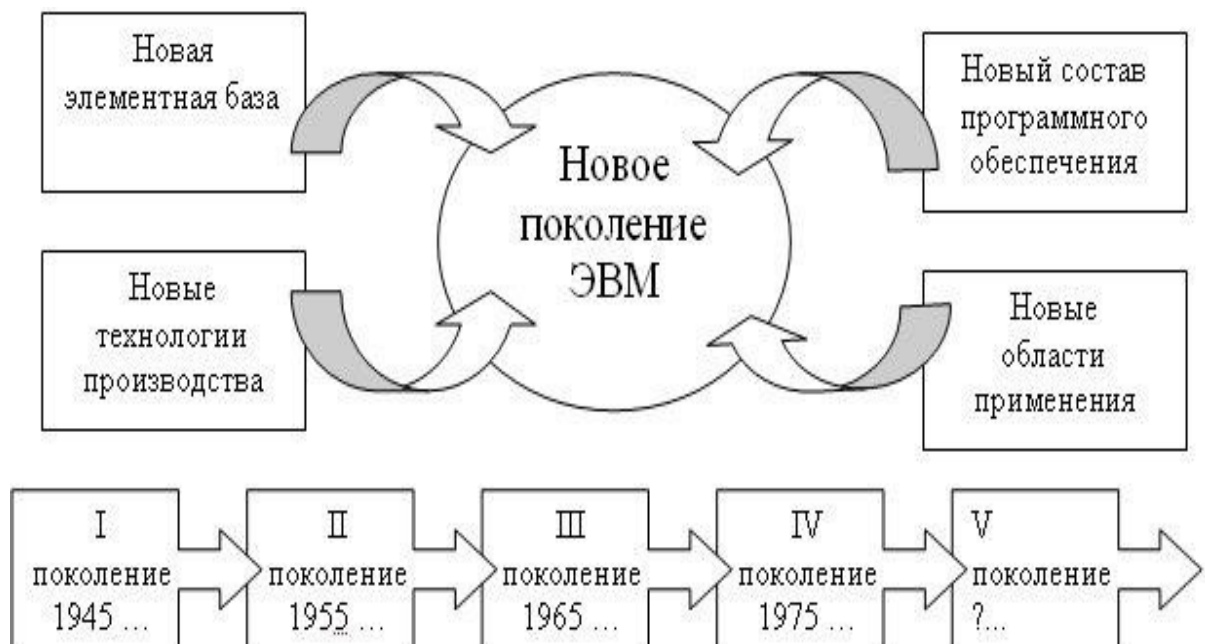 Новая
элементная база
Новый состав
программного
обеспечения
Новое
поколение
ЭВМ
Новые
технологии
производства
Новые
области
применения
I
поколение
1945 ...
II
поколение
1955 ...
III
поколение
1965 ...
IV
поколение
1975 ...
V
поколение
?...